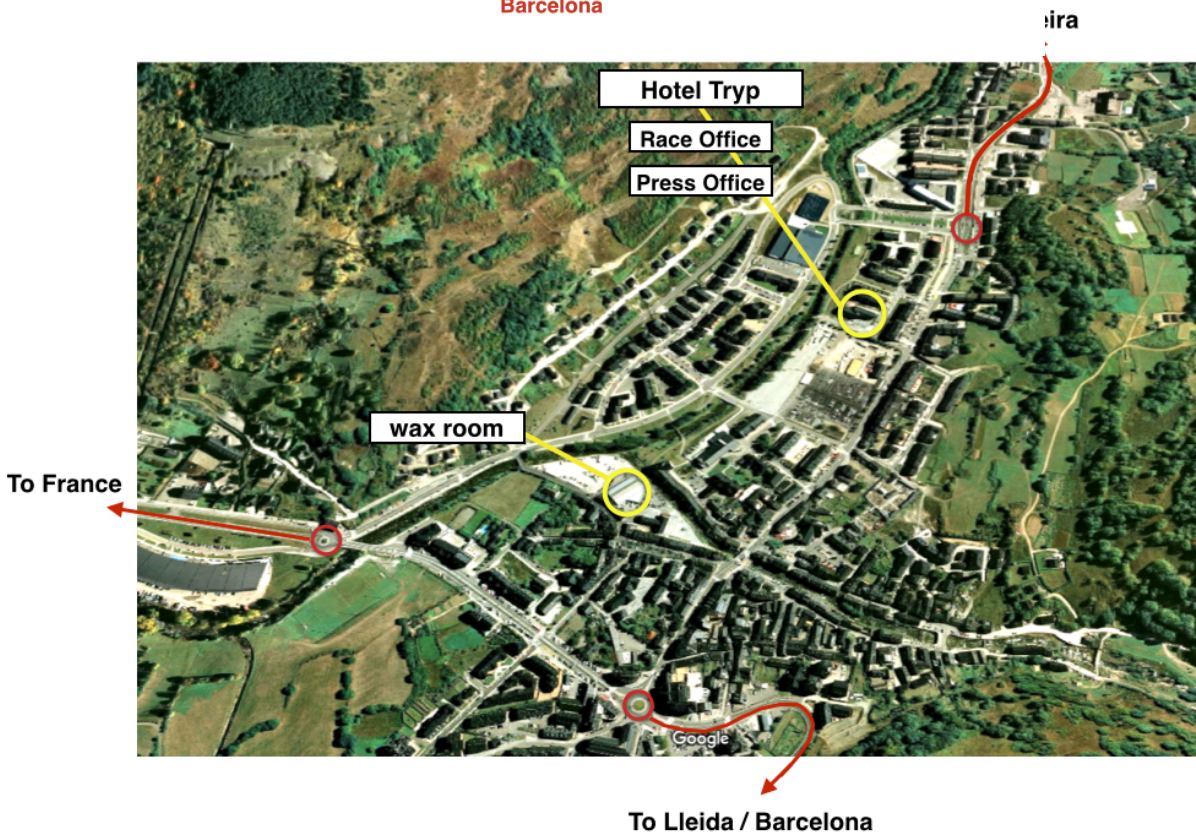 Barcelona
eira
Hotel Tryp
Race Office
Press Office
wax room
To France
Google
To Lleida / Barcelona